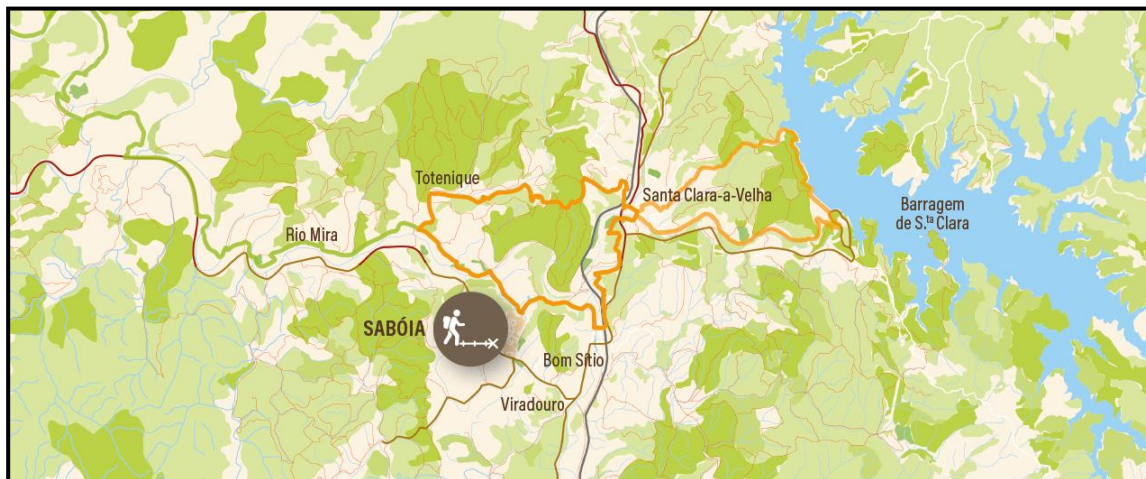 Totenique
Santa Clara-a-Velha
Barragem
de S.ᵗᵃ Clara
Rio Mira
SABÓIA
Bom Sítio
Viradouro